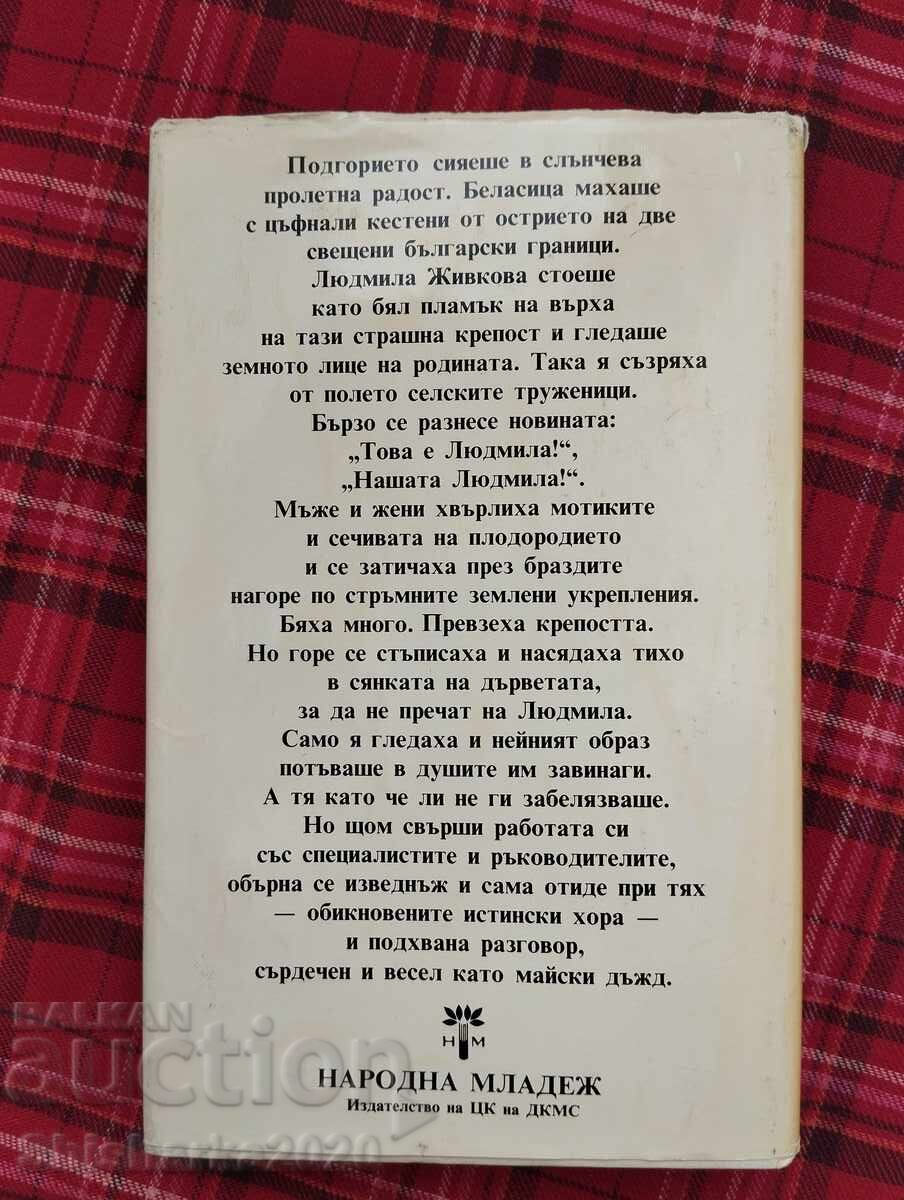 Подгорието сияеше в слънчева
пролетна радост. Беласица махаше
с цъфнали кестени от острието на две
свещени български граници.
Людмила Живкова стоеше
като бял пламък на върха
на тази страшна крепост и гледаше
земното лице на родината. Така я съзряха
от полето селските труженици.
Бързо се разнесе новината:
„Това е Людмила!“,
„Нашата Людмила!“.
Мъже и жени хвърлиха мотиките
и сечивата на плодородието
и се затичаха през браздите
нагоре по стръмните землени укрепления.
Бяха много. Превзеха крепостта.
Но горе се стъписаха и насядаха тихо
в сянката на дърветата,
за да не пречат на Людмила.
Само я гледаха и нейният образ
потъваше в душите им завинаги.
А тя като че ли не ги забелязваше.
Но щом свърши работата си
със специалистите и ръководителите,
обърна се изведнъж и сама отиде при тях
— обикновените истински хора —
и подхвана разговор,
сърдечен и весел като майски дъжд.
Н М
НАРОДНА МЛАДЕЖ
Издателство на ЦК на ДКМС
BALKAN
auction
Shisharka2020